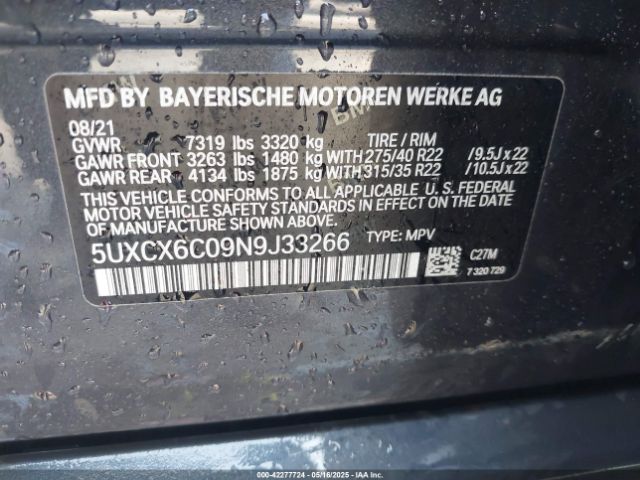 MFD BY BAYERISCHE MOTOREN WERKE AG
08/21
GVWR 7319 lbs 3320 kg TIRE / RIM
GAWR FRONT 3263 lbs 1480 kg WITH 275/40 R22 /9.5J x 22
GAWR REAR 4134 lbs 1875 kg WITH 315/35 R22 /10.5J x 22
THIS VEHICLE CONFORMS TO ALL APPLICABLE U. S. FEDERAL
MOTOR VEHICLE SAFETY STANDARDS IN EFFECT ON THE DATE
OF MANUFACTURE SHOWN ABOVE.
5UXCX6C09N9J33266 TYPE: MPV
C27M
7 320 729
000-42277724 - 05/16/2025 - IAA Holdings, LLC